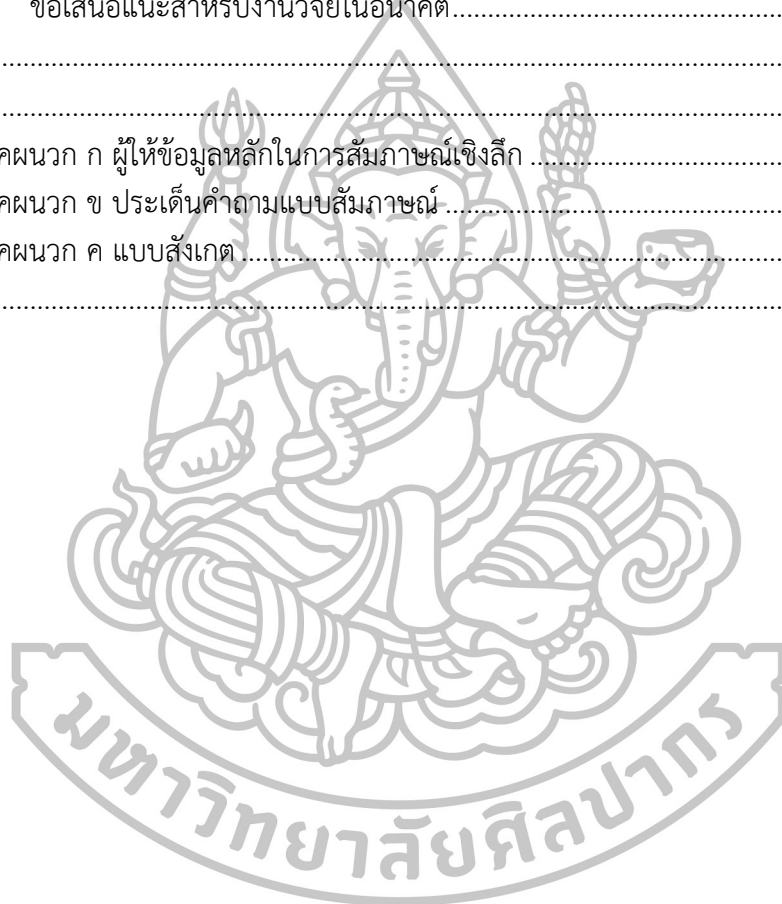 ข้อเสนอแนะสำหรับงานวิจัยในอนาคต................................................
................................................................................................
................................................................................................
คผนวก ก ผู้ให้ข้อมูลหลักในการสัมภาษณ์เชิงลึก ................................
คผนวก ข ประเด็นคำถามแบบสัมภาษณ์ ..........................................
คผนวก ค แบบสังเกต ....................................................................
................................................................................................
มหาวิทยาลัยศิลปากร